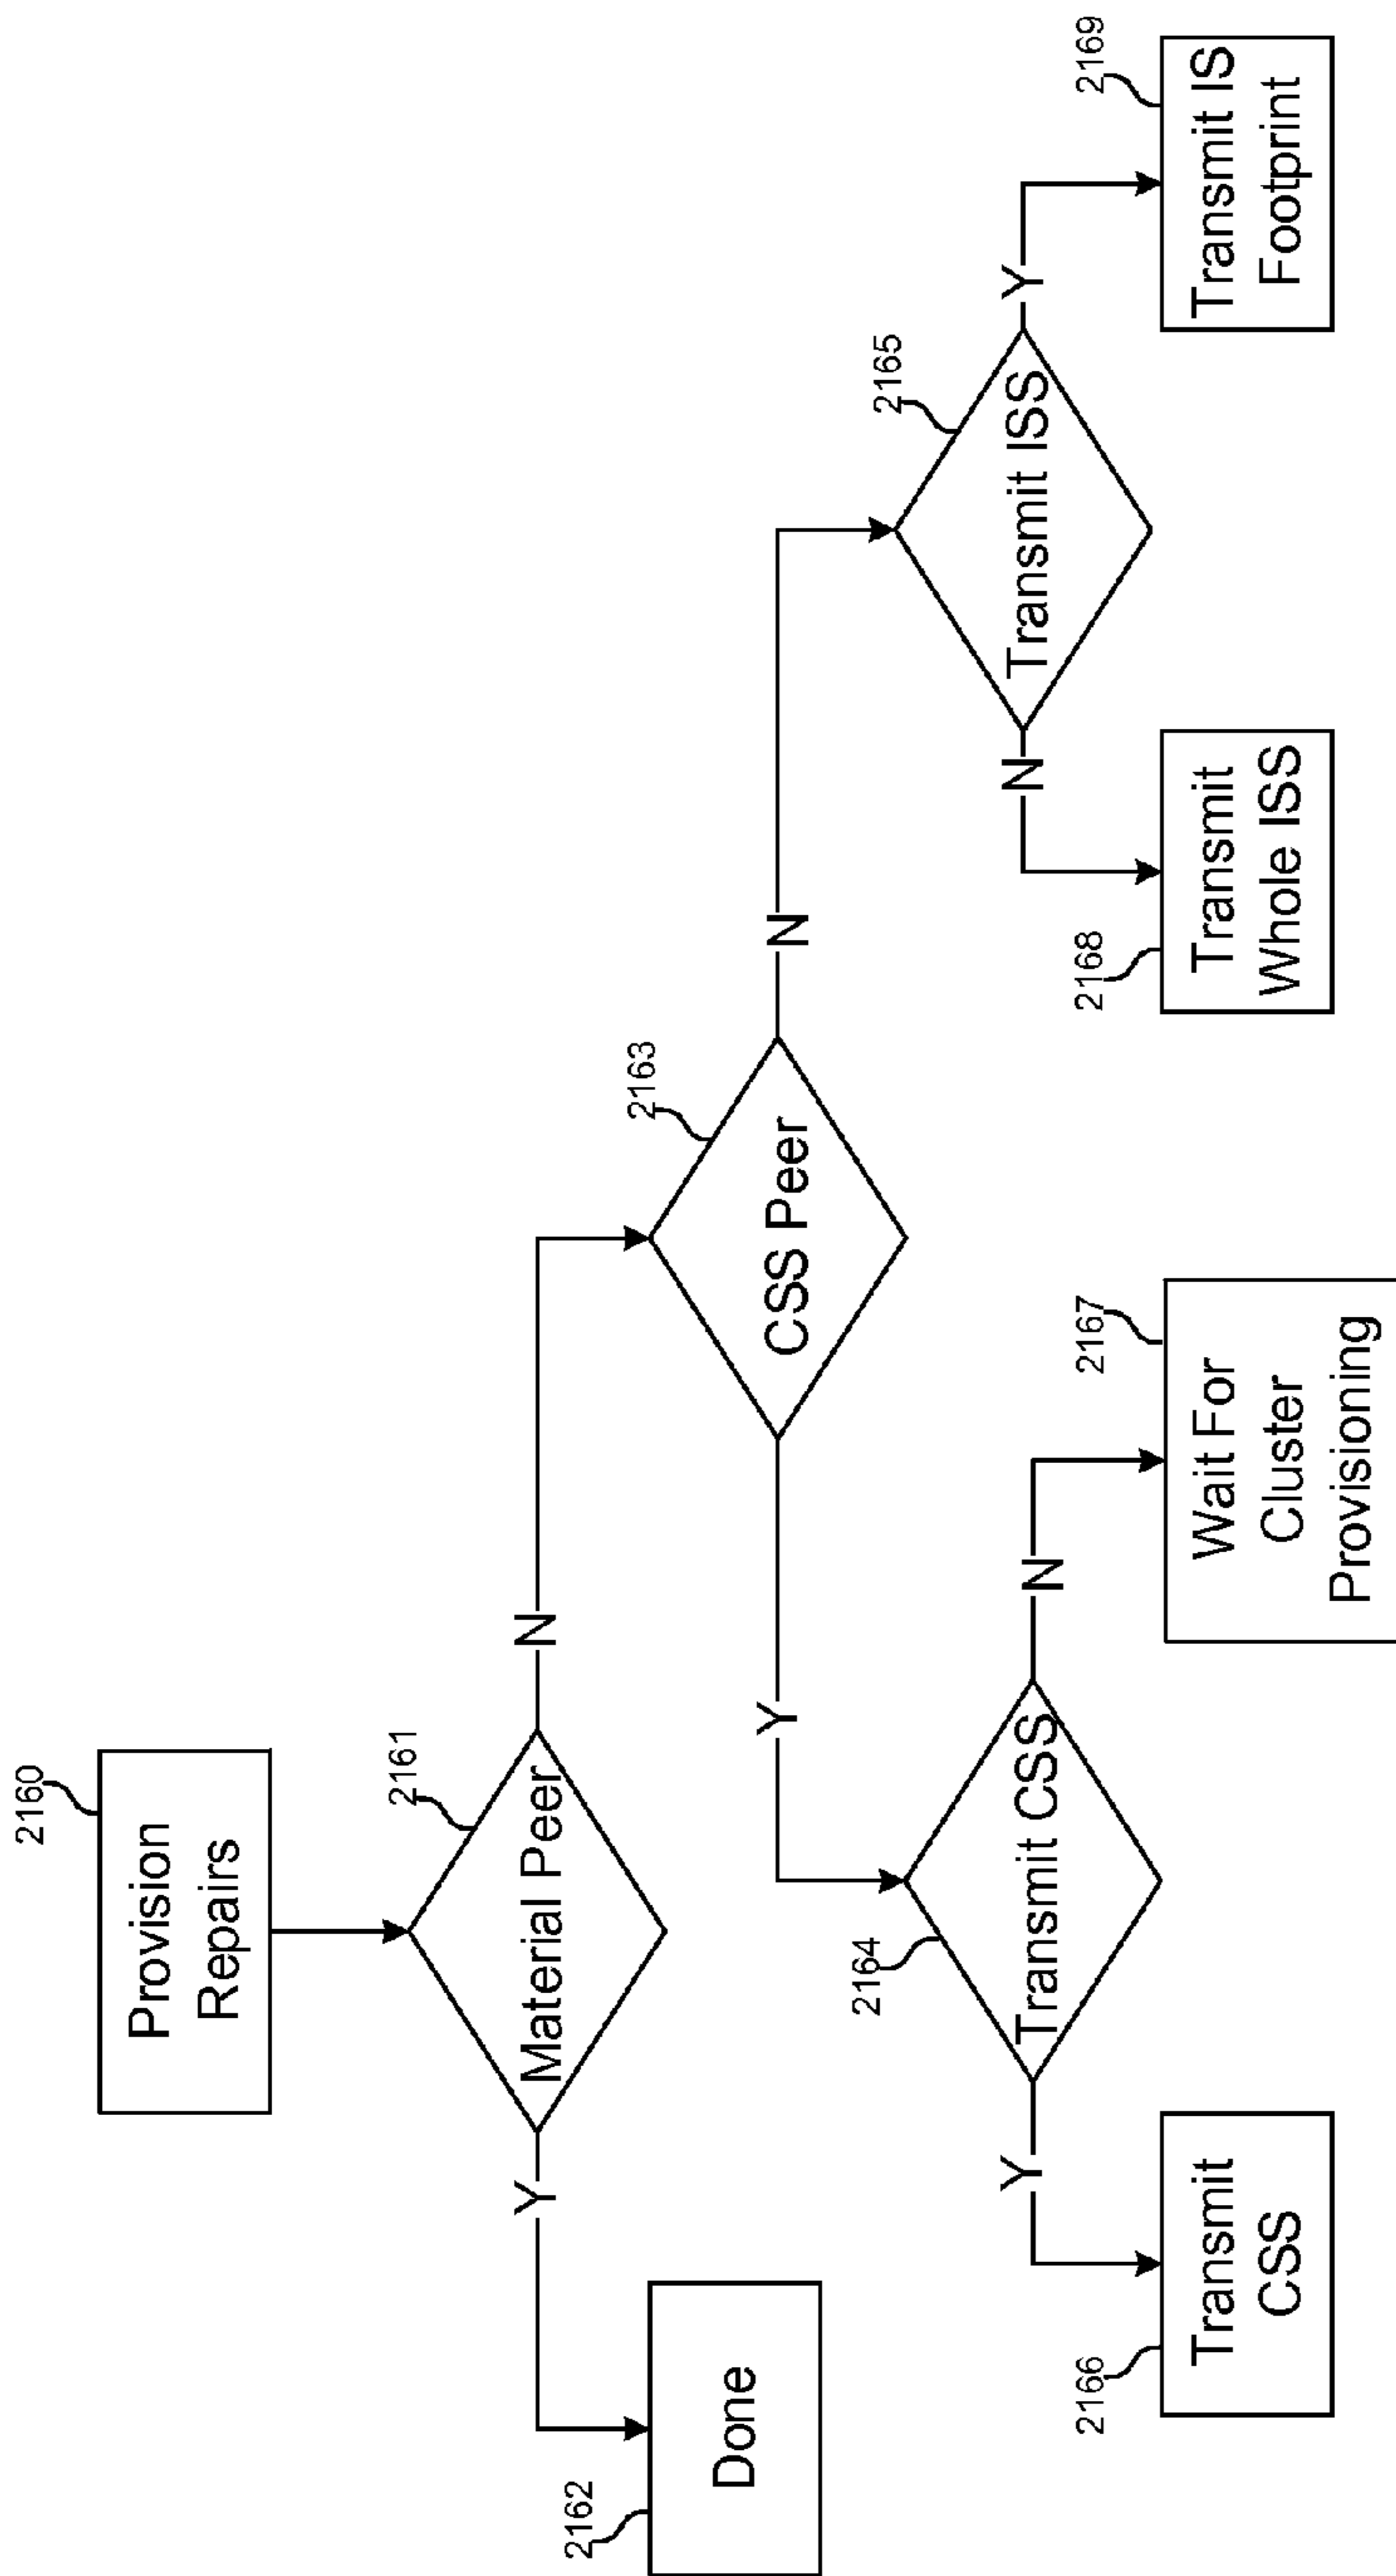 2160
Provision
Repairs
2161
Material Peer
Y
N
2162
Done
2163
CSS Peer
Y
N
2164
Transmit CSS
Y
N
2165
Transmit ISS
N
Y
2166
Transmit
CSS
2167
Wait For
Cluster
Provisioning
2168
Transmit
Whole ISS
2169
Transmit IS
Footprint